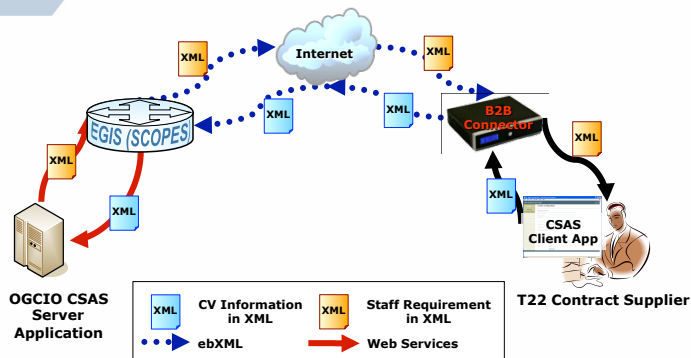 XML
Internet
XML
XML
XML
B2B
Connector
EGIS (SCOPES)
XML
XML
XML
XML
CSAS
Client App
OGCIO CSAS
Server
Application
T22 Contract Supplier
XML
CV Information
in XML
XML
Staff Requirement
in XML
ebXML
Web Services